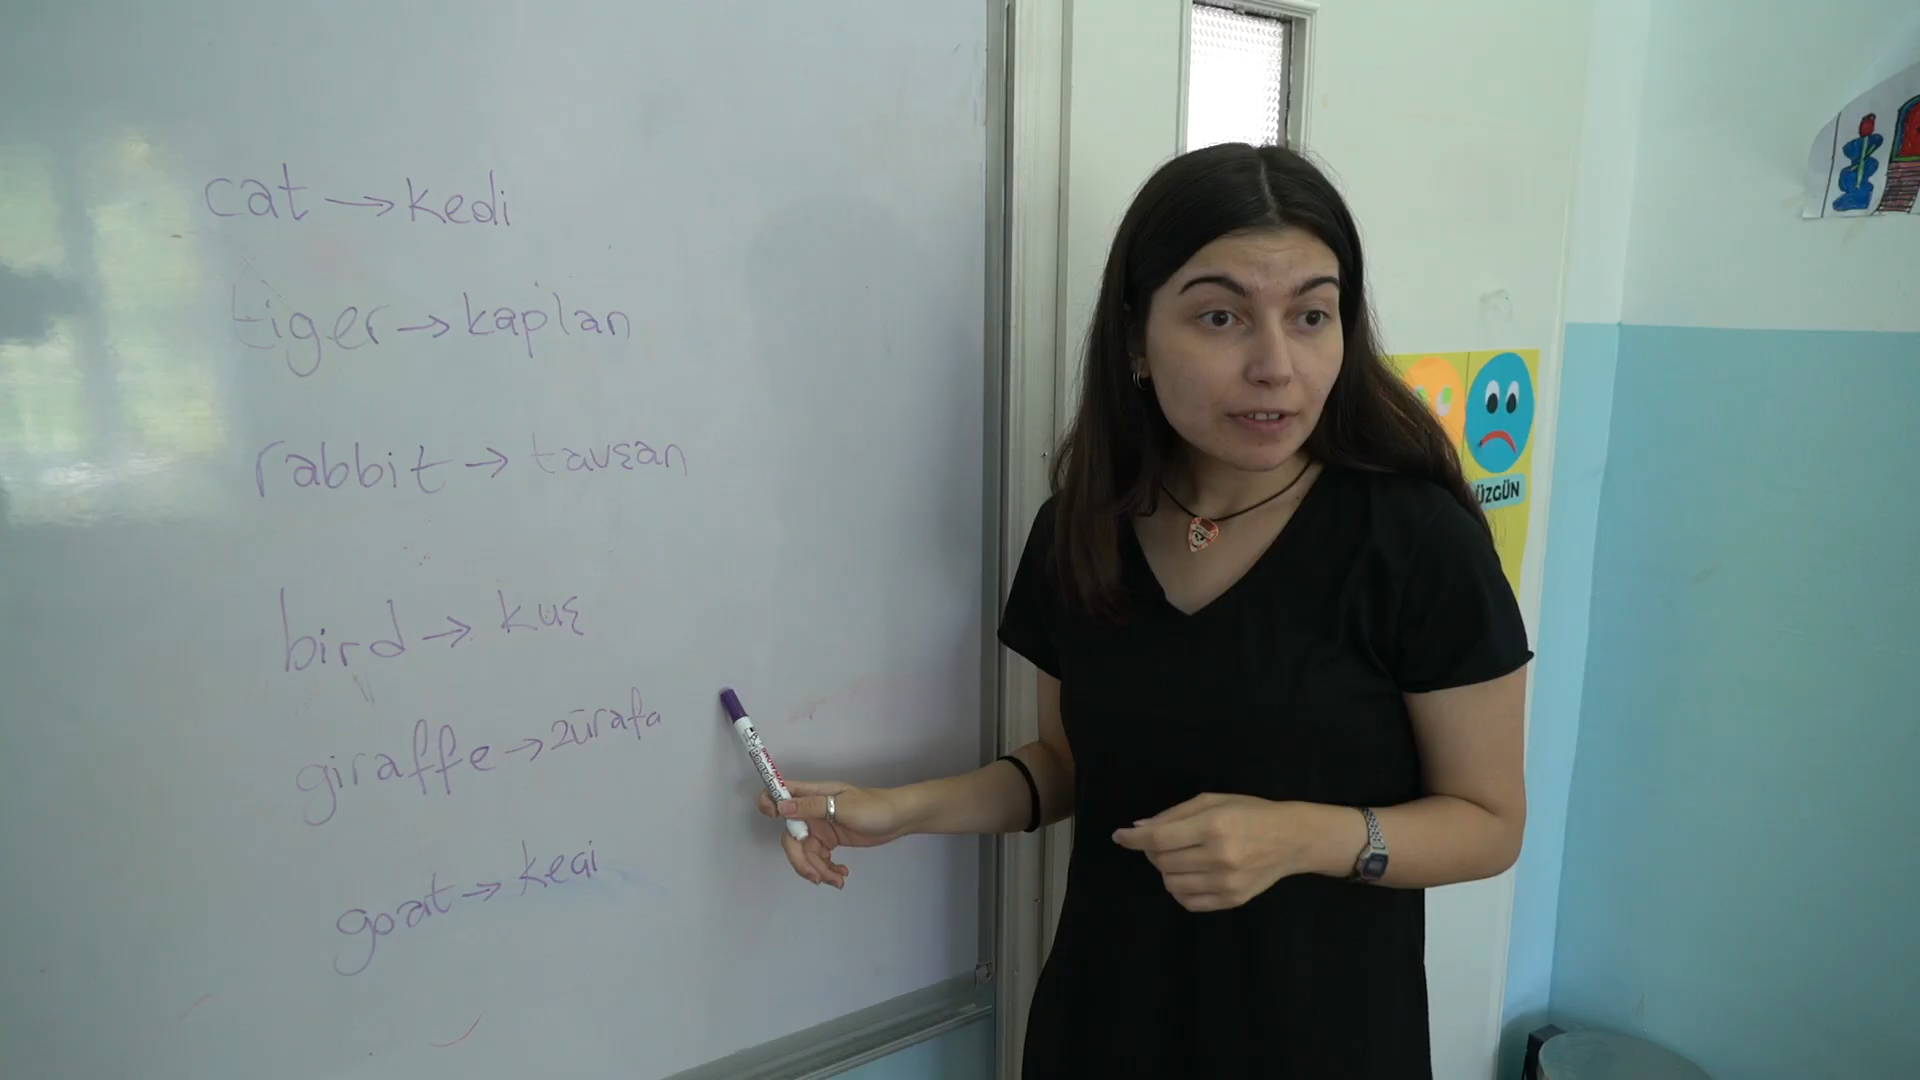 cat → kedi
tiger → kaplan
rabbit → tavşan
bird → kuş
giraffe → zürafa
goat → keçi
ÜZGÜN